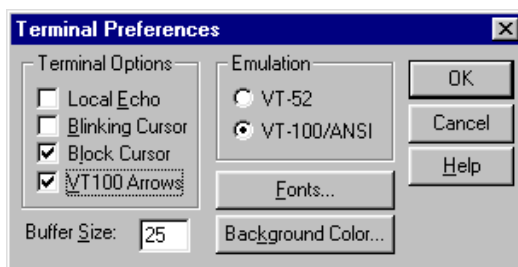 Terminal Preferences
Terminal Options
Local Echo
Blinking Cursor
Block Cursor
VT100 Arrows
Buffer Size: 25
Emulation
VT-52
VT-100/ANSI
Fonts...
Background Color...
OK
Cancel
Help